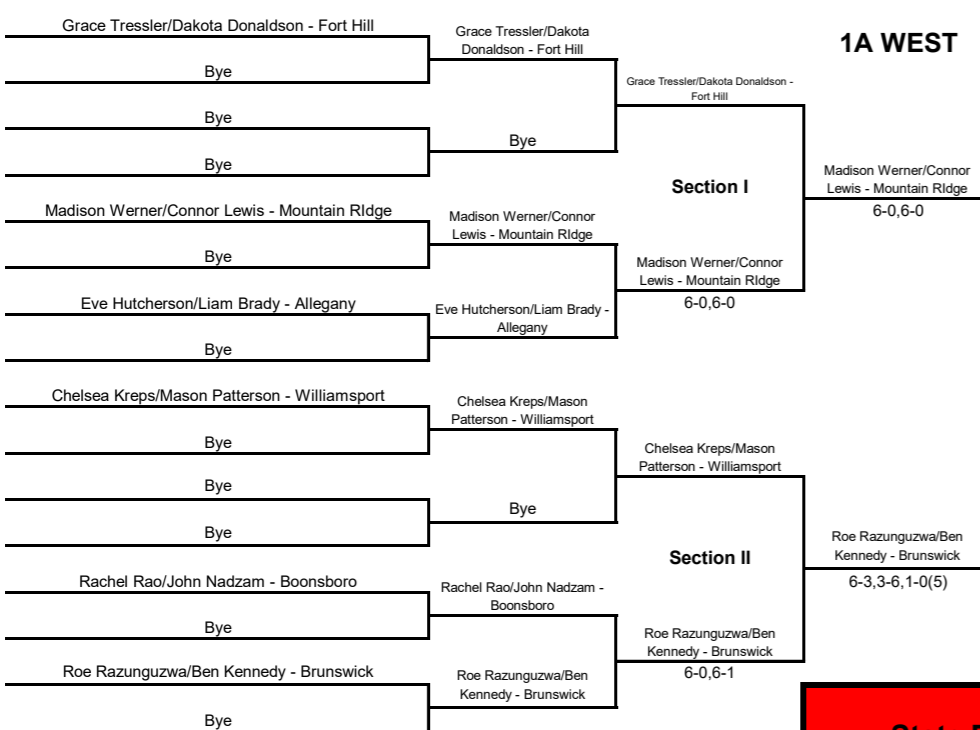 Grace Tressler/Dakota Donaldson - Fort Hill
Bye
Bye
Bye
Madison Werner/Connor Lewis - Mountain RIdge
Bye
Eve Hutcherson/Liam Brady - Allegany
Bye
Chelsea Kreps/Mason Patterson - Williamsport
Bye
Bye
Bye
Rachel Rao/John Nadzam - Boonsboro
Bye
Roe Razunguzwa/Ben Kennedy - Brunswick
Bye
Grace Tressler/Dakota
Donaldson - Fort Hill
Bye
Madison Werner/Connor
Lewis - Mountain RIdge
Eve Hutcherson/Liam Brady -
Allegany
Chelsea Kreps/Mason
Patterson - Williamsport
Bye
Rachel Rao/John Nadzam -
Boonsboro
Roe Razunguzwa/Ben
Kennedy - Brunswick
Grace Tressler/Dakota Donaldson -
Fort Hill
Section I
Madison Werner/Connor
Lewis - Mountain RIdge
6-0,6-0
Chelsea Kreps/Mason
Patterson - Williamsport
Section II
Roe Razunguzwa/Ben
Kennedy - Brunswick
6-0,6-1
1A WEST
Madison Werner/Connor
Lewis - Mountain RIdge
6-0,6-0
Roe Razunguzwa/Ben
Kennedy - Brunswick
6-3,3-6,1-0(5)